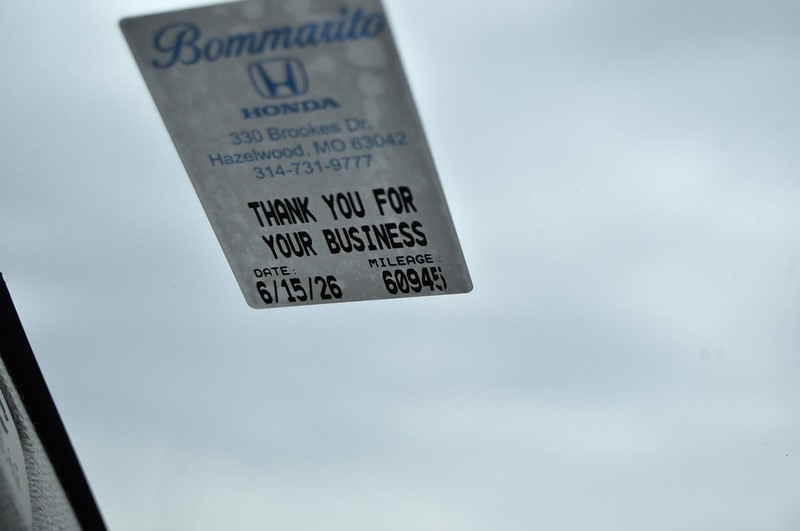 Bommarito
HONDA
330 Brookes Dr.
Hazelwood, MO 63042
314-731-9777
THANK YOU FOR
YOUR BUSINESS
DATE: MILEAGE:
6/15/26 60945